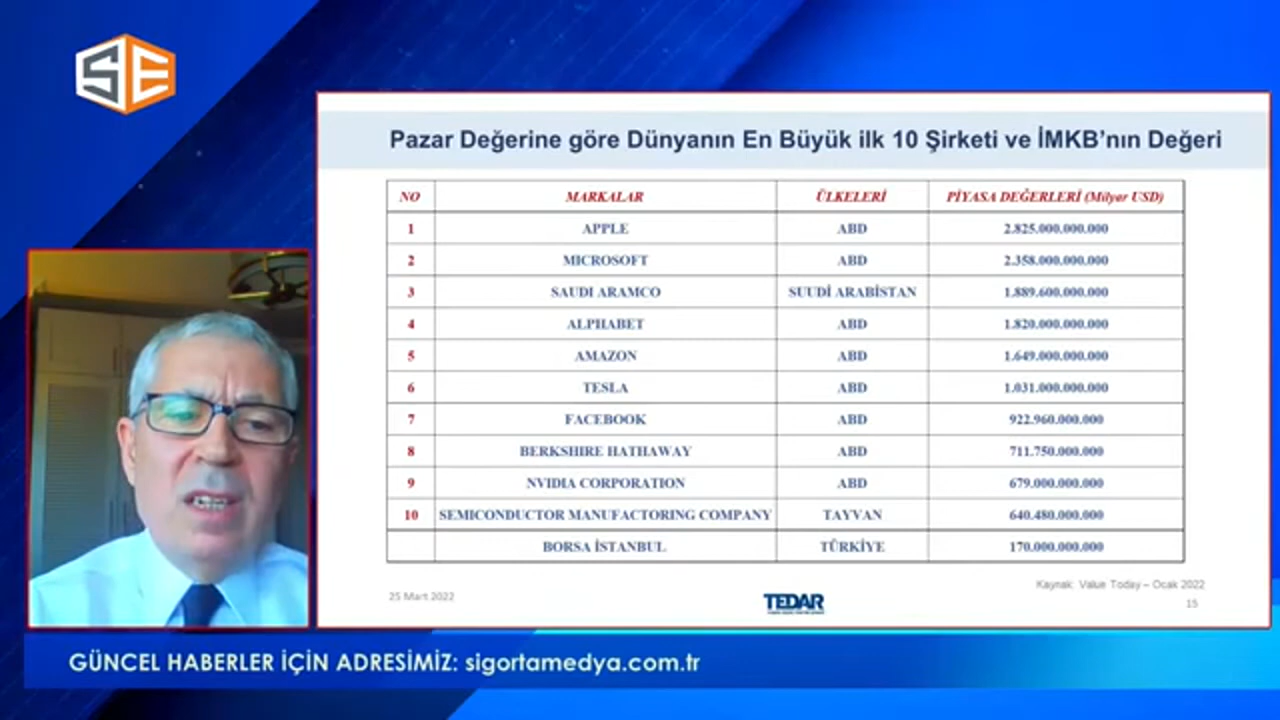 SE
Pazar Değerine göre Dünyanın En Büyük ilk 10 Şirketi ve İMKB'nın Değeri
NO MARKALAR ÜLKELERİ PİYASA DEĞERLERİ (Milyar USD)
1 APPLE ABD 2.825.000.000.000
2 MICROSOFT ABD 2.358.000.000.000
3 SAUDI ARAMCO SUUDİ ARABİSTAN 1.889.600.000.000
4 ALPHABET ABD 1.820.000.000.000
5 AMAZON ABD 1.649.000.000.000
6 TESLA ABD 1.031.000.000.000
7 FACEBOOK ABD 922.960.000.000
8 BERKSHIRE HATHAWAY ABD 711.750.000.000
9 NVIDIA CORPORATION ABD 679.000.000.000
10 SEMICONDUCTOR MANUFACTORING COMPANY TAYVAN 640.480.000.000
BORSA İSTANBUL TÜRKİYE 170.000.000.000
Kaynak: Value Today – Ocak 2022
25 Mart 2022
TEDAR
15
GÜNCEL HABERLER İÇİN ADRESİMİZ: sigortamedya.com.tr